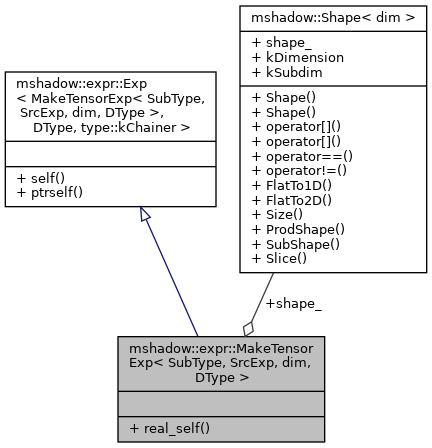 mshadow::Shape< dim >
+ shape_
+ kDimension
+ kSubdim
+ Shape()
+ Shape()
+ operator[]()
+ operator[]()
+ operator==()
+ operator!=()
+ FlatTo1D()
+ FlatTo2D()
+ Size()
+ ProdShape()
+ SubShape()
+ Slice()
mshadow::expr::Exp
< MakeTensorExp< SubType,
SrcExp, dim, DType >,
DType, type::kChainer >
+ self()
+ ptrself()
+shape_
mshadow::expr::MakeTensor
Exp< SubType, SrcExp, dim,
DType >
+ real_self()